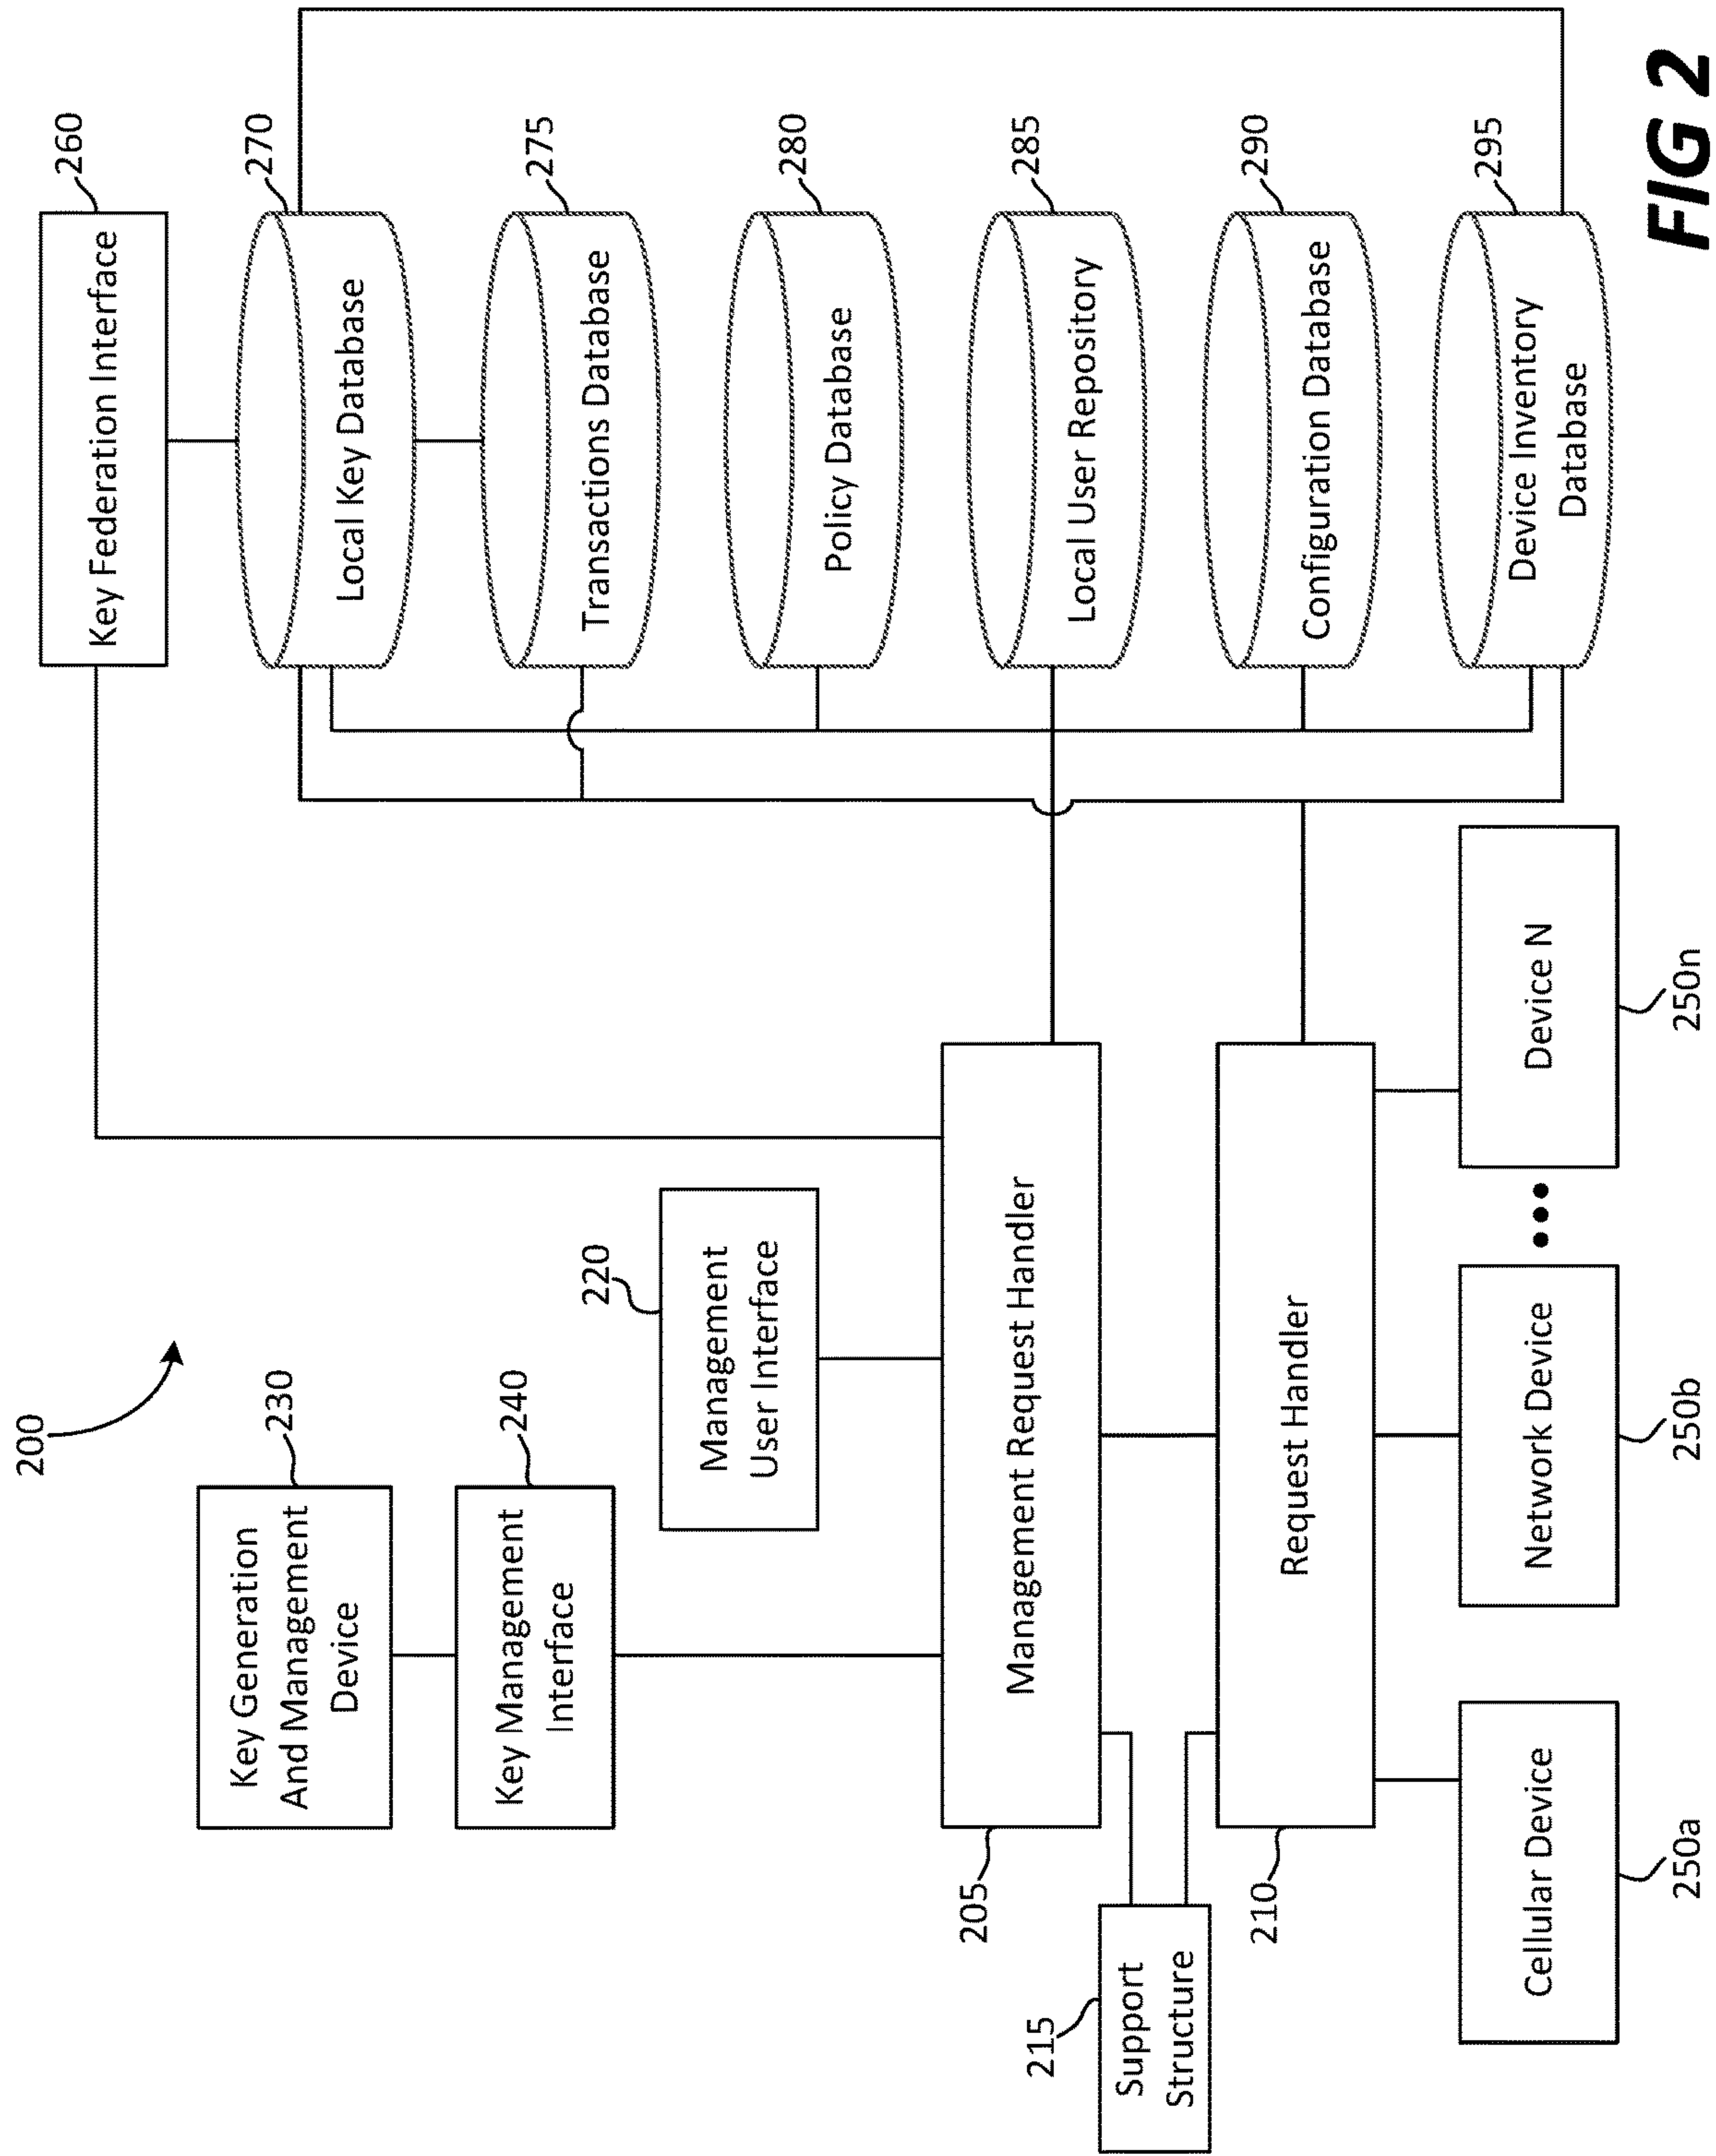 200
230
Key Generation
And Management
Device
240
Key Management
Interface
220
Management
User Interface
260
Key Federation Interface
270
Local Key Database
275
Transactions Database
280
Policy Database
285
Local User Repository
290
Configuration Database
295
Device Inventory
Database
205
Management Request Handler
215
Support
Structure
210
Request Handler
Cellular Device
250a
Network Device
250b
Device N
250n
FIG 2